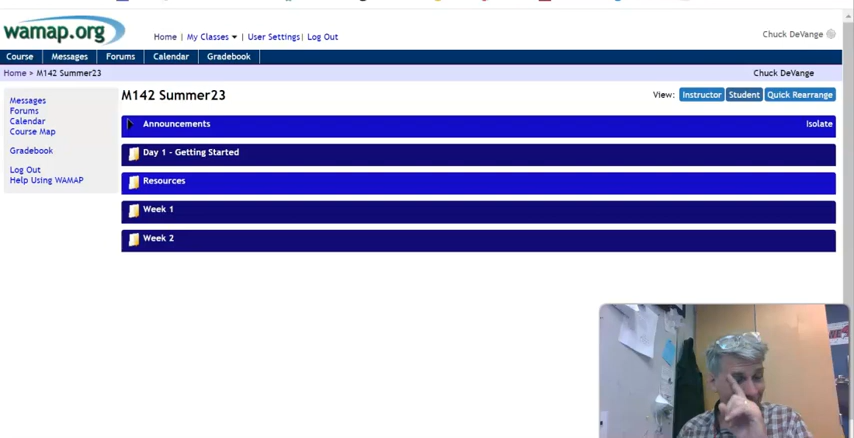 wamap.org
Home | My Classes | User Settings | Log Out
Chuck DeVange
Course Messages Forums Calendar Gradebook
Home > M142 Summer23
Chuck DeVange
Messages
Forums
Calendar
Course Map
Gradebook
Log Out
Help Using WAMAP
M142 Summer23
View: Instructor Student Quick Rearrange
Announcements Isolate
Day 1 - Getting Started
Resources
Week 1
Week 2